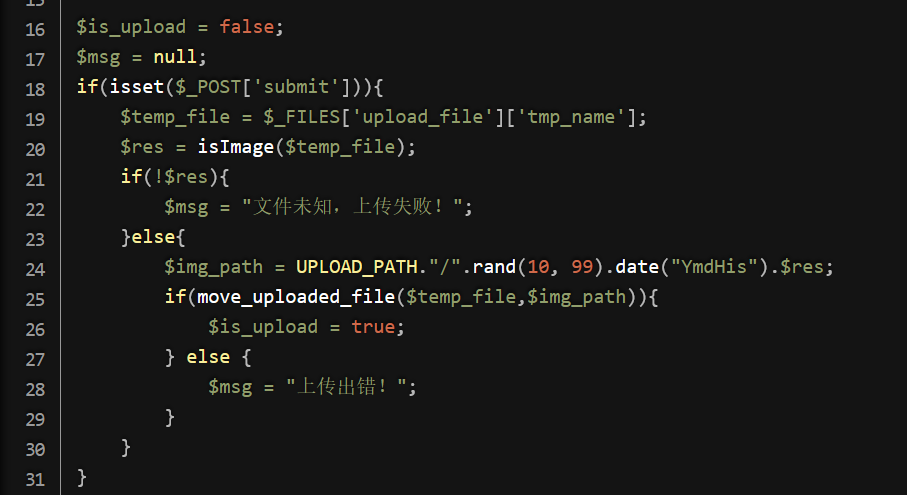 15
16 $is_upload = false;
17 $msg = null;
18 if(isset($_POST['submit'])){
19     $temp_file = $_FILES['upload_file']['tmp_name'];
20     $res = isImage($temp_file);
21     if(!$res){
22         $msg = "文件未知，上传失败！";
23     }else{
24         $img_path = UPLOAD_PATH."/".rand(10, 99).date("YmdHis").$res;
25         if(move_uploaded_file($temp_file,$img_path)){
26             $is_upload = true;
27         } else {
28             $msg = "上传出错！";
29         }
30     }
31 }